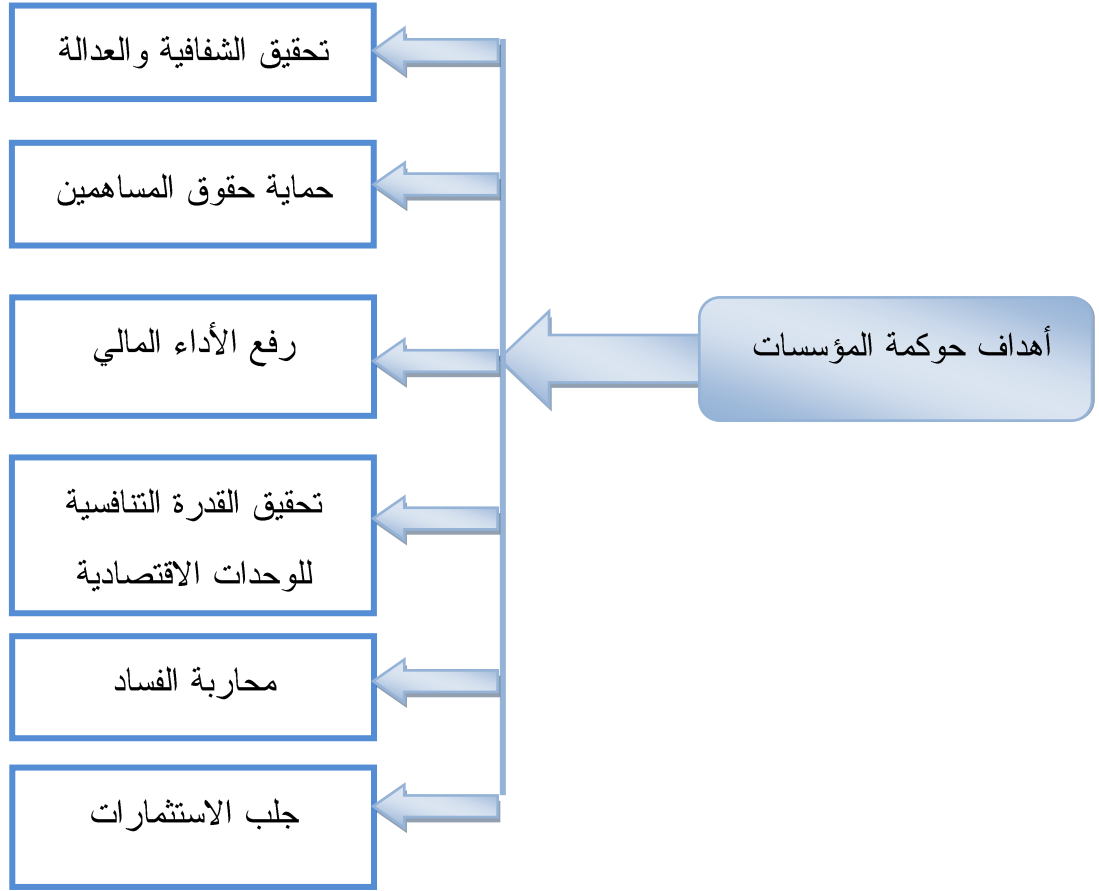 أهداف حوكمة المؤسسات
تحقيق الشفافية والعدالة
حماية حقوق المساهمين
رفع الأداء المالي
تحقيق القدرة التنافسية
للوحدات الاقتصادية
محاربة الفساد
جلب الاستثمارات